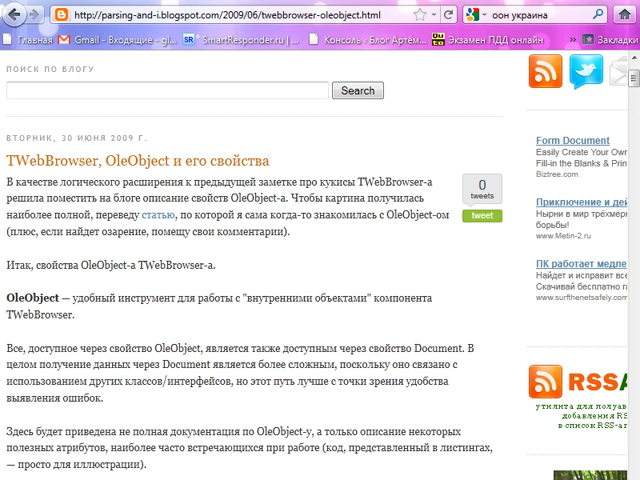 http://parsing-and-i.blogspot.com/2009/06/twebbrowser-oleobject.html
оон украина
Главная
Gmail - Входящие - gl...
SR SmartResponder.ru | ...
Консоль ‹ Блог Артём...
Экзамен ПДД онлайн
»
Закладки
ПОИСК ПО БЛОГУ
Search
ВТОРНИК, 30 ИЮНЯ 2009 Г.
TWebBrowser, OleObject и его свойства
В качестве логического расширения к предыдущей заметке про кукисы TWebBrowser-а
решила поместить на блоге описание свойств OleObject-а. Чтобы картина получилась
наиболее полной, переведу статью, по которой я сама когда-то знакомилась с OleObject-ом
(плюс, если найдет озарение, помещу свои комментарии).
0
tweets
tweet
Итак, свойства OleObject-а TWebBrowser-а.
OleObject — удобный инструмент для работы с "внутренними объектами" компонента
TWebBrowser.
Все, доступное через свойство OleObject, является также доступным через свойство Document. В
целом получение данных через Document является более сложным, поскольку оно связано с
использованием других классов/интерфейсов, но этот путь лучше с точки зрения удобства
выявления ошибок.
Здесь будет приведена не полная документация по OleObject-у, а только описание некоторых
полезных атрибутов, наиболее часто встречающихся при работе (код, представленный в листингах,
— просто для иллюстрации).
Form Document
Easily Create Your Own
Fill-in the Blanks & Prin
Biztree.com
Приключение и дей
Нырни в мир трёхмерн
борьбы!
www.Metin-2.ru
ПК работает медле
Найдет и исправит все
Скачивай бесплатно г
www.surfthenetsafely.com
RSSA
утилита для полуав
добавления RS
в список RSS-аг